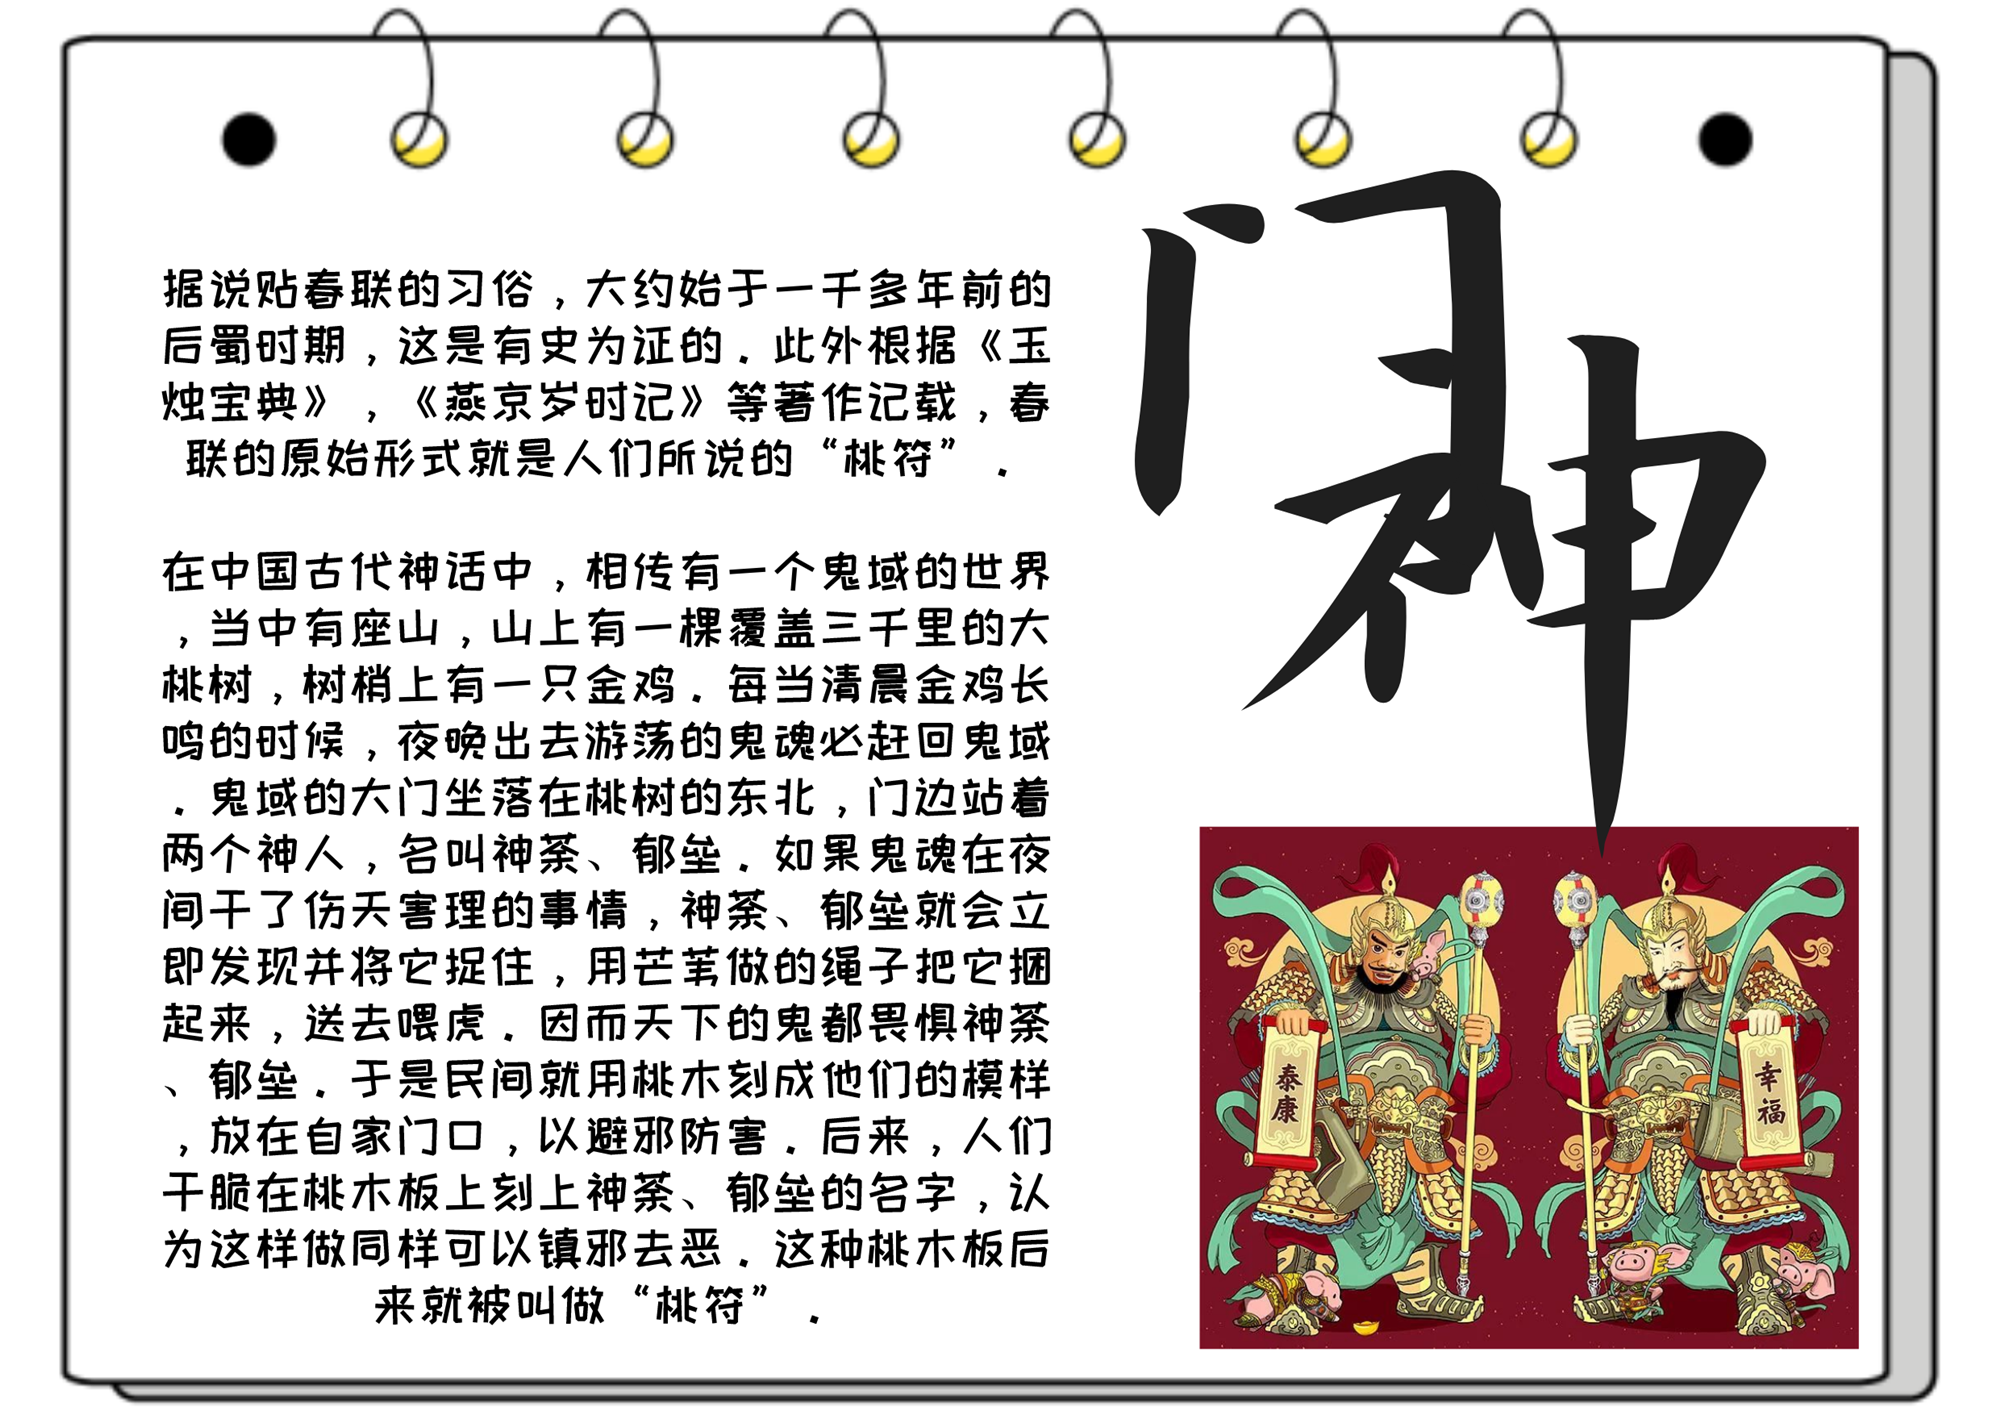 据说贴春联的习俗，大约始于一千多年前的
后蜀时期，这是有史为证的．此外根据《玉
烛宝典》，《燕京岁时记》等著作记载，春
联的原始形式就是人们所说的“桃符”．
在中国古代神话中，相传有一个鬼域的世界
，当中有座山，山上有一棵覆盖三千里的大
桃树，树梢上有一只金鸡．每当清晨金鸡长
鸣的时候，夜晚出去游荡的鬼魂必赶回鬼域
．鬼域的大门坐落在桃树的东北，门边站着
两个神人，名叫神荼、郁垒．如果鬼魂在夜
间干了伤天害理的事情，神荼、郁垒就会立
即发现并将它捉住，用芒苇做的绳子把它捆
起来，送去喂虎．因而天下的鬼都畏惧神荼
、郁垒．于是民间就用桃木刻成他们的模样
，放在自家门口，以避邪防害．后来，人们
干脆在桃木板上刻上神荼、郁垒的名字，认
为这样做同样可以镇邪去恶．这种桃木板后
来就被叫做“桃符”．
门神
泰康
幸福